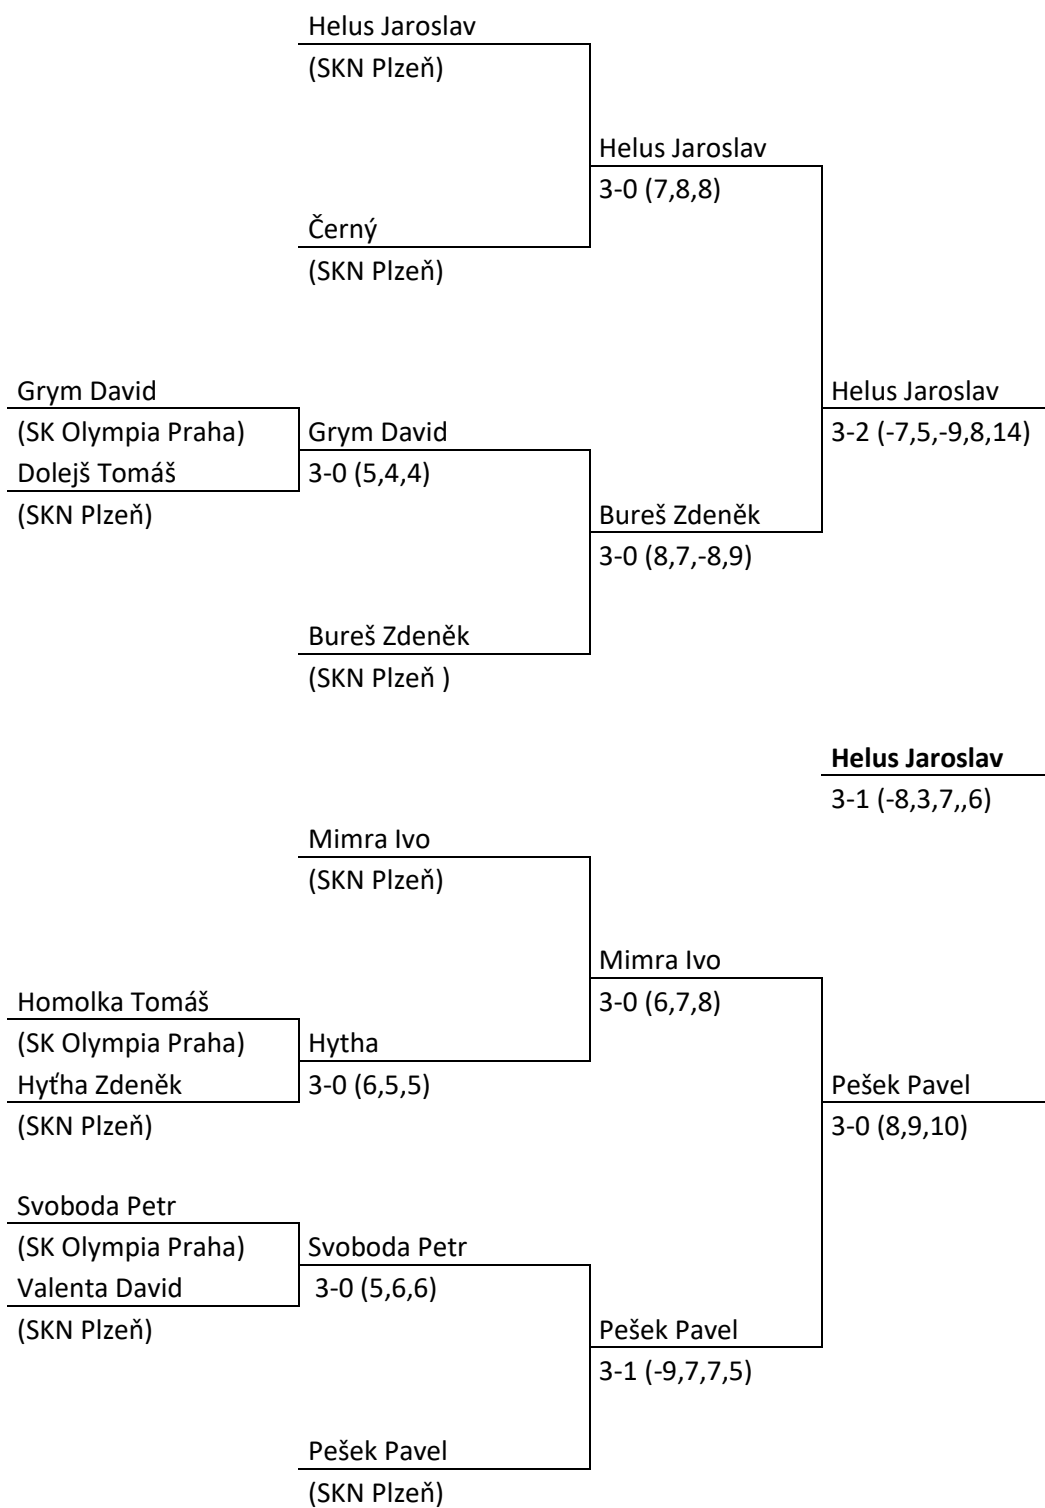 Helus Jaroslav
(SKN Plzeň)
Helus Jaroslav
3-0 (7,8,8)
Černý
(SKN Plzeň)
Grym David
Helus Jaroslav
(SK Olympia Praha)
Grym David
3-2 (-7,5,-9,8,14)
Dolejš Tomáš
3-0 (5,4,4)
(SKN Plzeň)
Bureš Zdeněk
3-0 (8,7,-8,9)
Bureš Zdeněk
(SKN Plzeň )
Helus Jaroslav
3-1 (-8,3,7,,6)
Mimra Ivo
(SKN Plzeň)
Mimra Ivo
Homolka Tomáš
3-0 (6,7,8)
(SK Olympia Praha)
Hytha
Hyťha Zdeněk
3-0 (6,5,5)
Pešek Pavel
(SKN Plzeň)
3-0 (8,9,10)
Svoboda Petr
(SK Olympia Praha)
Svoboda Petr
Valenta David
3-0 (5,6,6)
(SKN Plzeň)
Pešek Pavel
3-1 (-9,7,7,5)
Pešek Pavel
(SKN Plzeň)